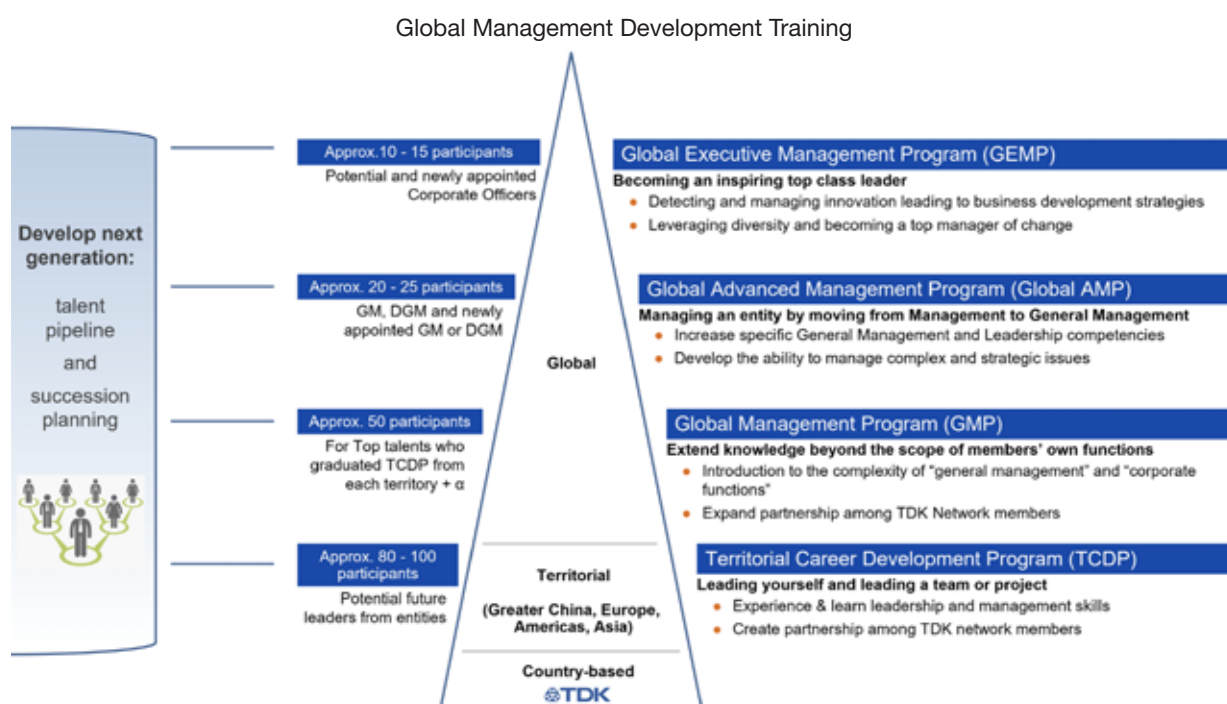 Global Management Development Training
Develop next
generation:
talent
pipeline
and
succession
planning
Approx.10 - 15 participants
Potential and newly appointed
Corporate Officers
Global Executive Management Program (GEMP)
Becoming an inspiring top class leader
• Detecting and managing innovation leading to business development strategies
• Leveraging diversity and becoming a top manager of change
Approx. 20 - 25 participants
GM, DGM and newly
appointed GM or DGM
Global Advanced Management Program (Global AMP)
Managing an entity by moving from Management to General Management
• Increase specific General Management and Leadership competencies
• Develop the ability to manage complex and strategic issues
Global
Approx. 50 participants
For Top talents who
graduated TCDP from
each territory + α
Global Management Program (GMP)
Extend knowledge beyond the scope of members' own functions
• Introduction to the complexity of "general management" and "corporate
functions"
• Expand partnership among TDK Network members
Approx. 80 - 100
participants
Potential future
leaders from entities
Territorial
(Greater China, Europe,
Americas, Asia)
Territorial Career Development Program (TCDP)
Leading yourself and leading a team or project
• Experience & learn leadership and management skills
• Create partnership among TDK network members
Country-based
TDK